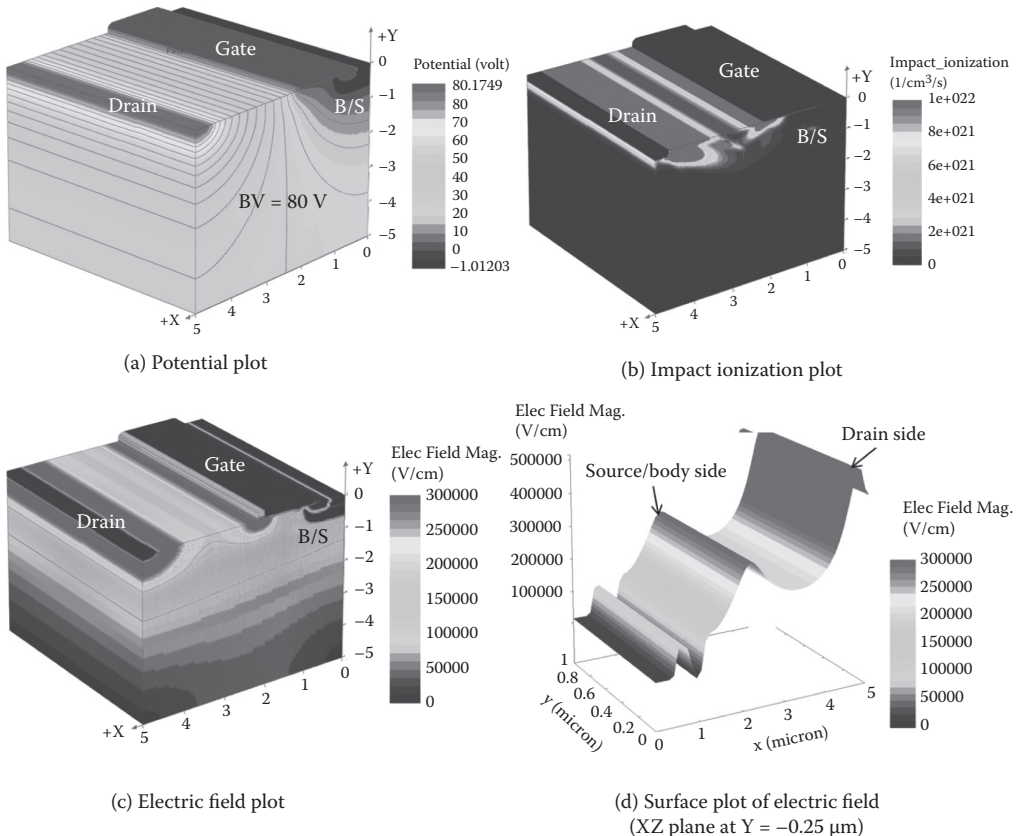 Gate
Drain
B/S
BV = 80 V
+Y
0
−1
−2
−3
−4
−5
0
1
2
3
4
5
+X
Potential (volt)
80.1749
80
70
60
50
40
30
20
10
0
−1.01203
(a) Potential plot
Gate
Drain
B/S
+Y
0
−1
−2
−3
−4
−5
0
1
2
3
4
5
+X
Impact_ionization
(1/cm³/s)
1e+022
8e+021
6e+021
4e+021
2e+021
0
(b) Impact ionization plot
Gate
Drain
B/S
+Y
0
−1
−2
−3
−4
−5
0
1
2
3
4
5
+X
Elec Field Mag.
(V/cm)
300000
250000
200000
150000
100000
50000
0
(c) Electric field plot
Elec Field Mag.
(V/cm)
500000
400000
300000
200000
100000
Source/body side
Drain side
1
0.8
0.6
0.4
0.2
0
y (micron)
0
1
2
3
4
5
x (micron)
Elec Field Mag.
(V/cm)
300000
250000
200000
150000
100000
50000
0
(d) Surface plot of electric field
(XZ plane at Y = −0.25 μm)